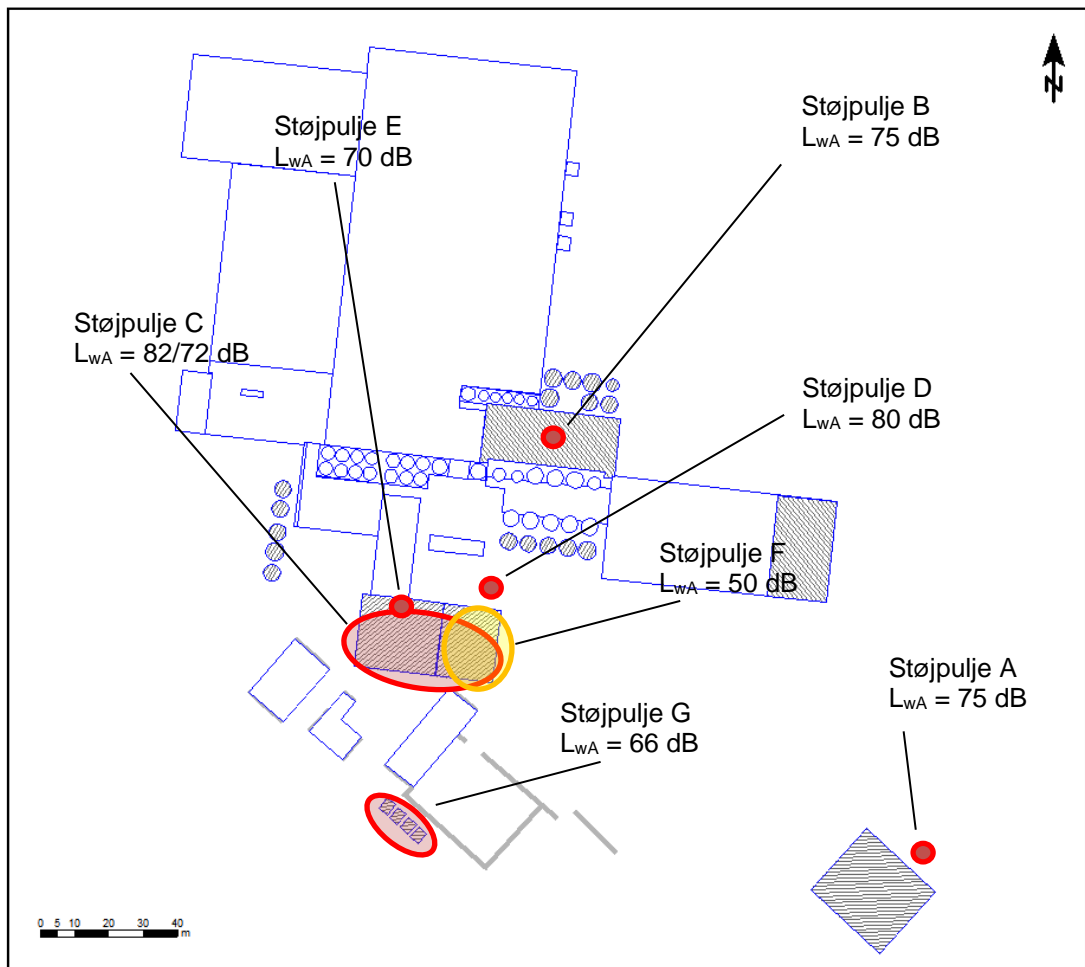 Støjpulje B
LwA = 75 dB
Støjpulje E
LwA = 70 dB
Støjpulje C
LwA = 82/72 dB
Støjpulje D
LwA = 80 dB
Støjpulje F
LwA = 50 dB
Støjpulje A
LwA = 75 dB
Støjpulje G
LwA = 66 dB
N
0 5 10 20 30 40
m